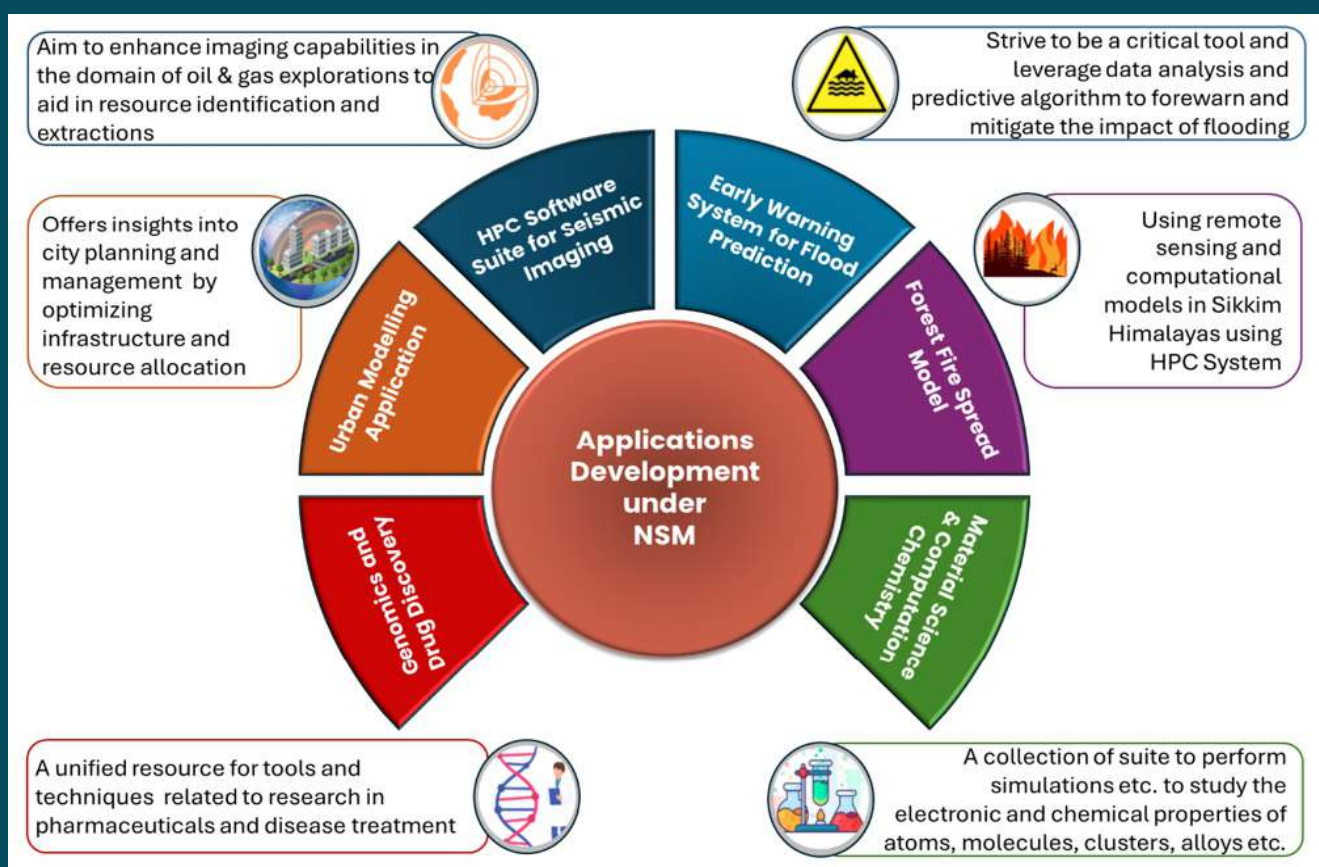 Aim to enhance imaging capabilities in
the domain of oil & gas explorations to
aid in resource identification and
extractions
Strive to be a critical tool and
leverage data analysis and
predictive algorithm to forewarn and
mitigate the impact of flooding
HPC Software
Suite for Seismic
Imaging
Early Warning
System for Flood
Prediction
Offers insights into
city planning and
management by
optimizing
infrastructure and
resource allocation
Urban Modelling
Application
Forest Fire Spread
Model
Using remote
sensing and
computational
models in Sikkim
Himalayas using
HPC System
Applications
Development
under
NSM
Genomics and
Drug Discovery
Material Science
& Computation
Chemistry
A unified resource for tools and
techniques related to research in
pharmaceuticals and disease treatment
A collection of suite to perform
simulations etc. to study the
electronic and chemical properties of
atoms, molecules, clusters, alloys etc.